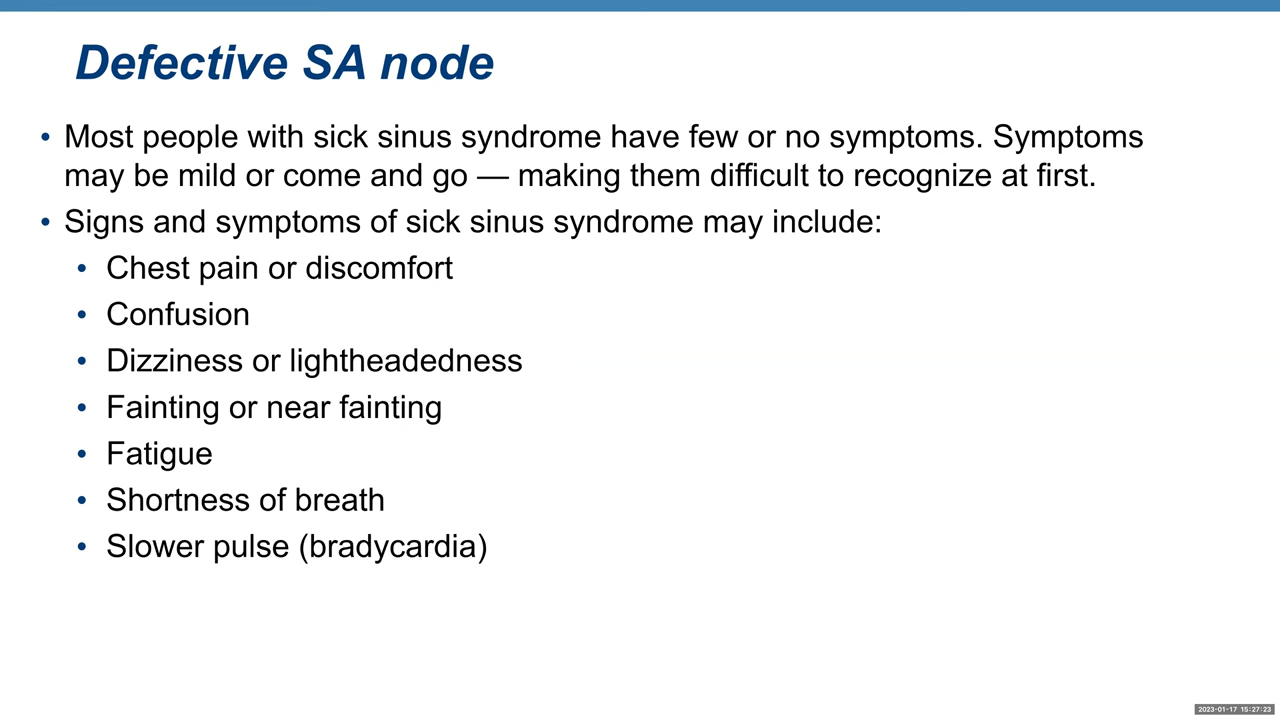 Defective SA node
• Most people with sick sinus syndrome have few or no symptoms. Symptoms
may be mild or come and go — making them difficult to recognize at first.
• Signs and symptoms of sick sinus syndrome may include:
• Chest pain or discomfort
• Confusion
• Dizziness or lightheadedness
• Fainting or near fainting
• Fatigue
• Shortness of breath
• Slower pulse (bradycardia)
2023-01-17 15:27:23